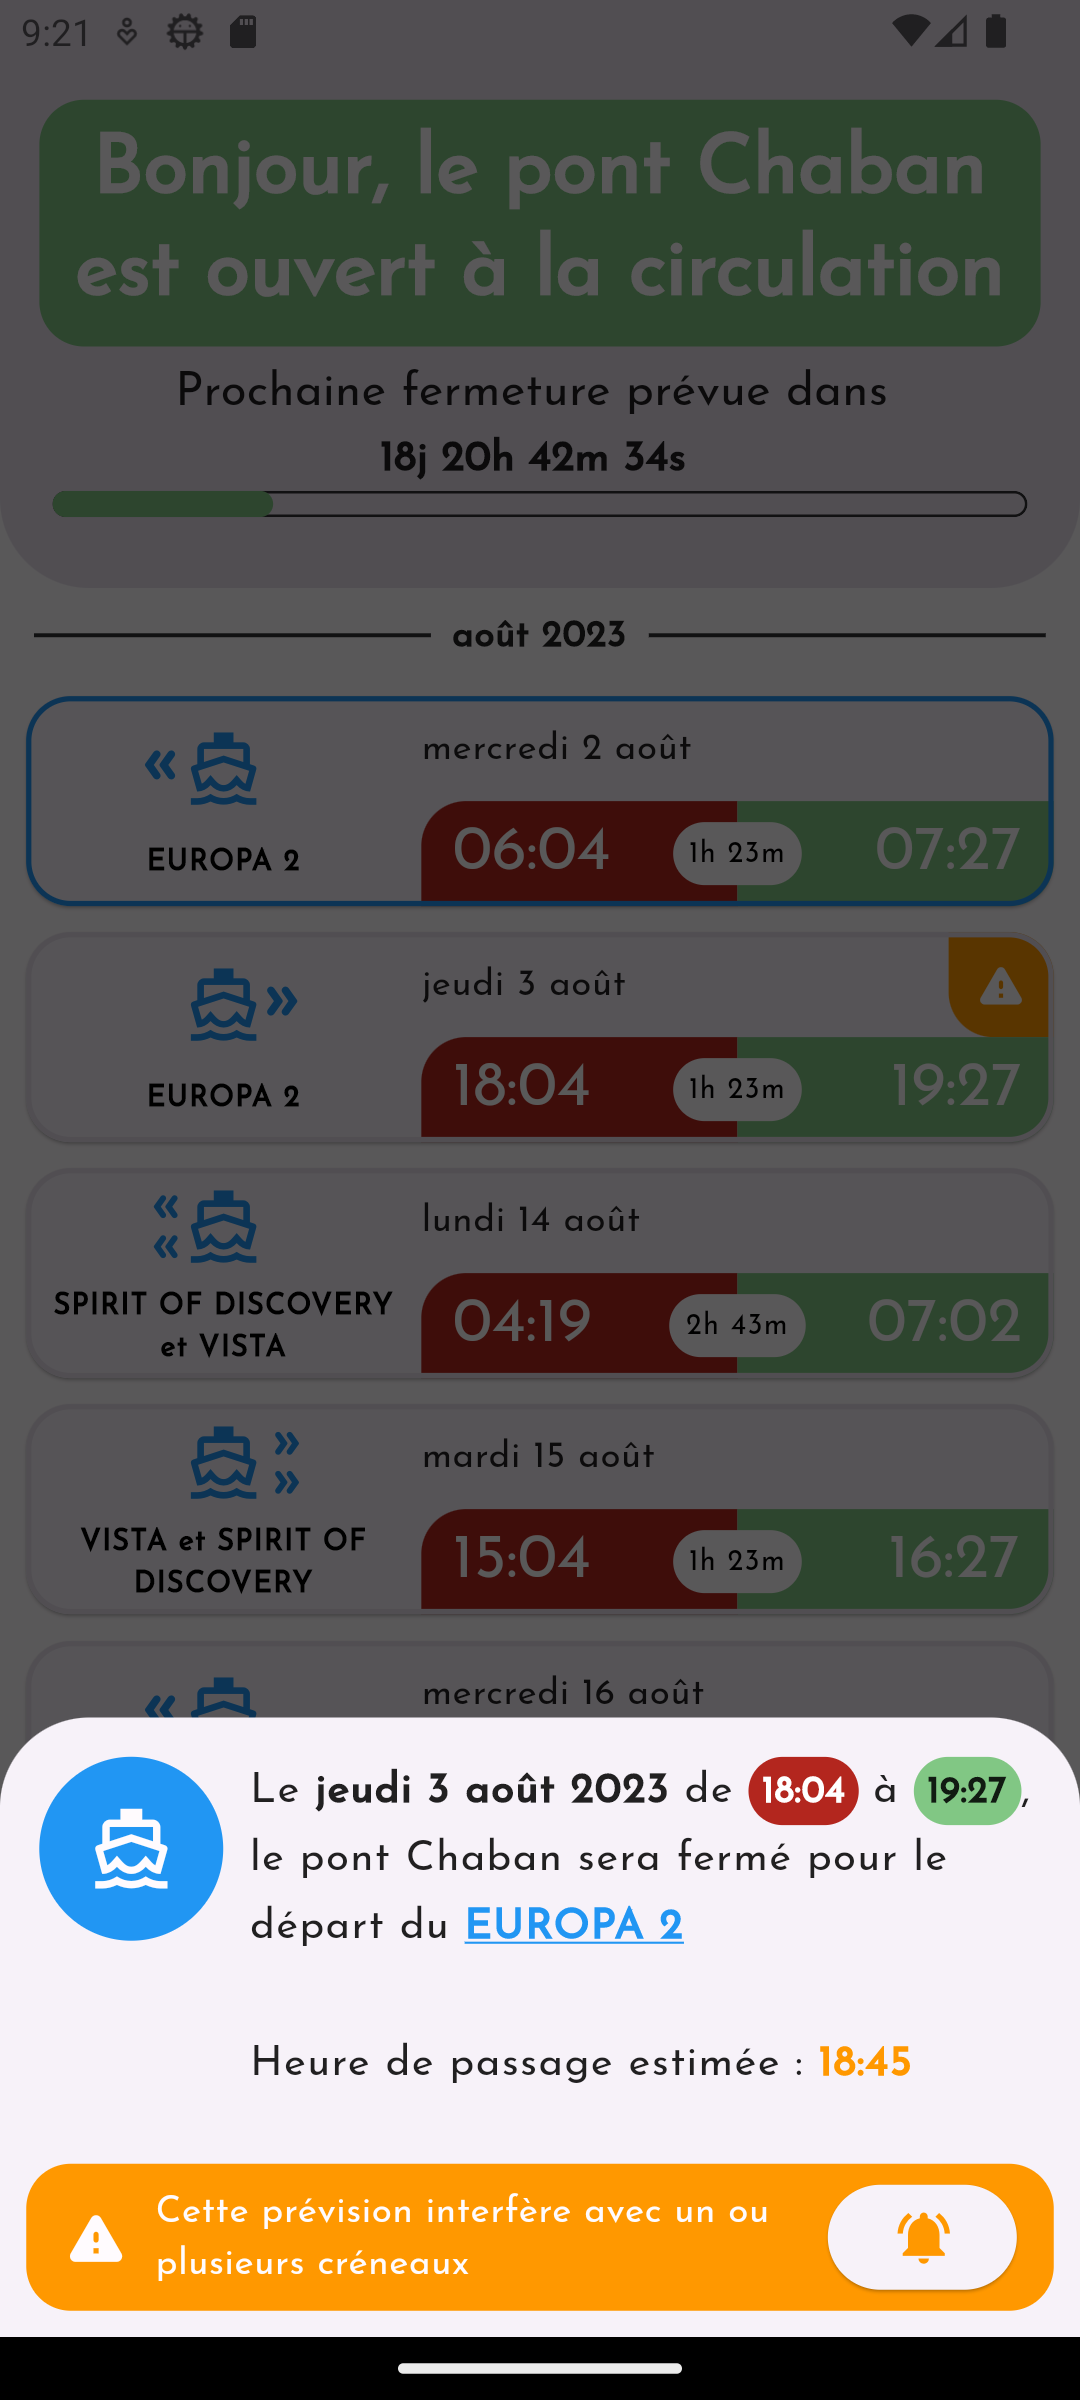 9:21
Bonjour, le pont Chaban
est ouvert à la circulation
Prochaine fermeture prévue dans
18j 20h 42m 34s
août 2023
mercredi 2 août
EUROPA 2
06:04 1h 23m 07:27
jeudi 3 août
EUROPA 2
18:04 1h 23m 19:27
lundi 14 août
SPIRIT OF DISCOVERY
et VISTA
04:19 2h 43m 07:02
mardi 15 août
VISTA et SPIRIT OF
DISCOVERY
15:04 1h 23m 16:27
mercredi 16 août
Le jeudi 3 août 2023 de 18:04 à 19:27,
le pont Chaban sera fermé pour le
départ du EUROPA 2
Heure de passage estimée : 18:45
Cette prévision interfère avec un ou
plusieurs créneaux